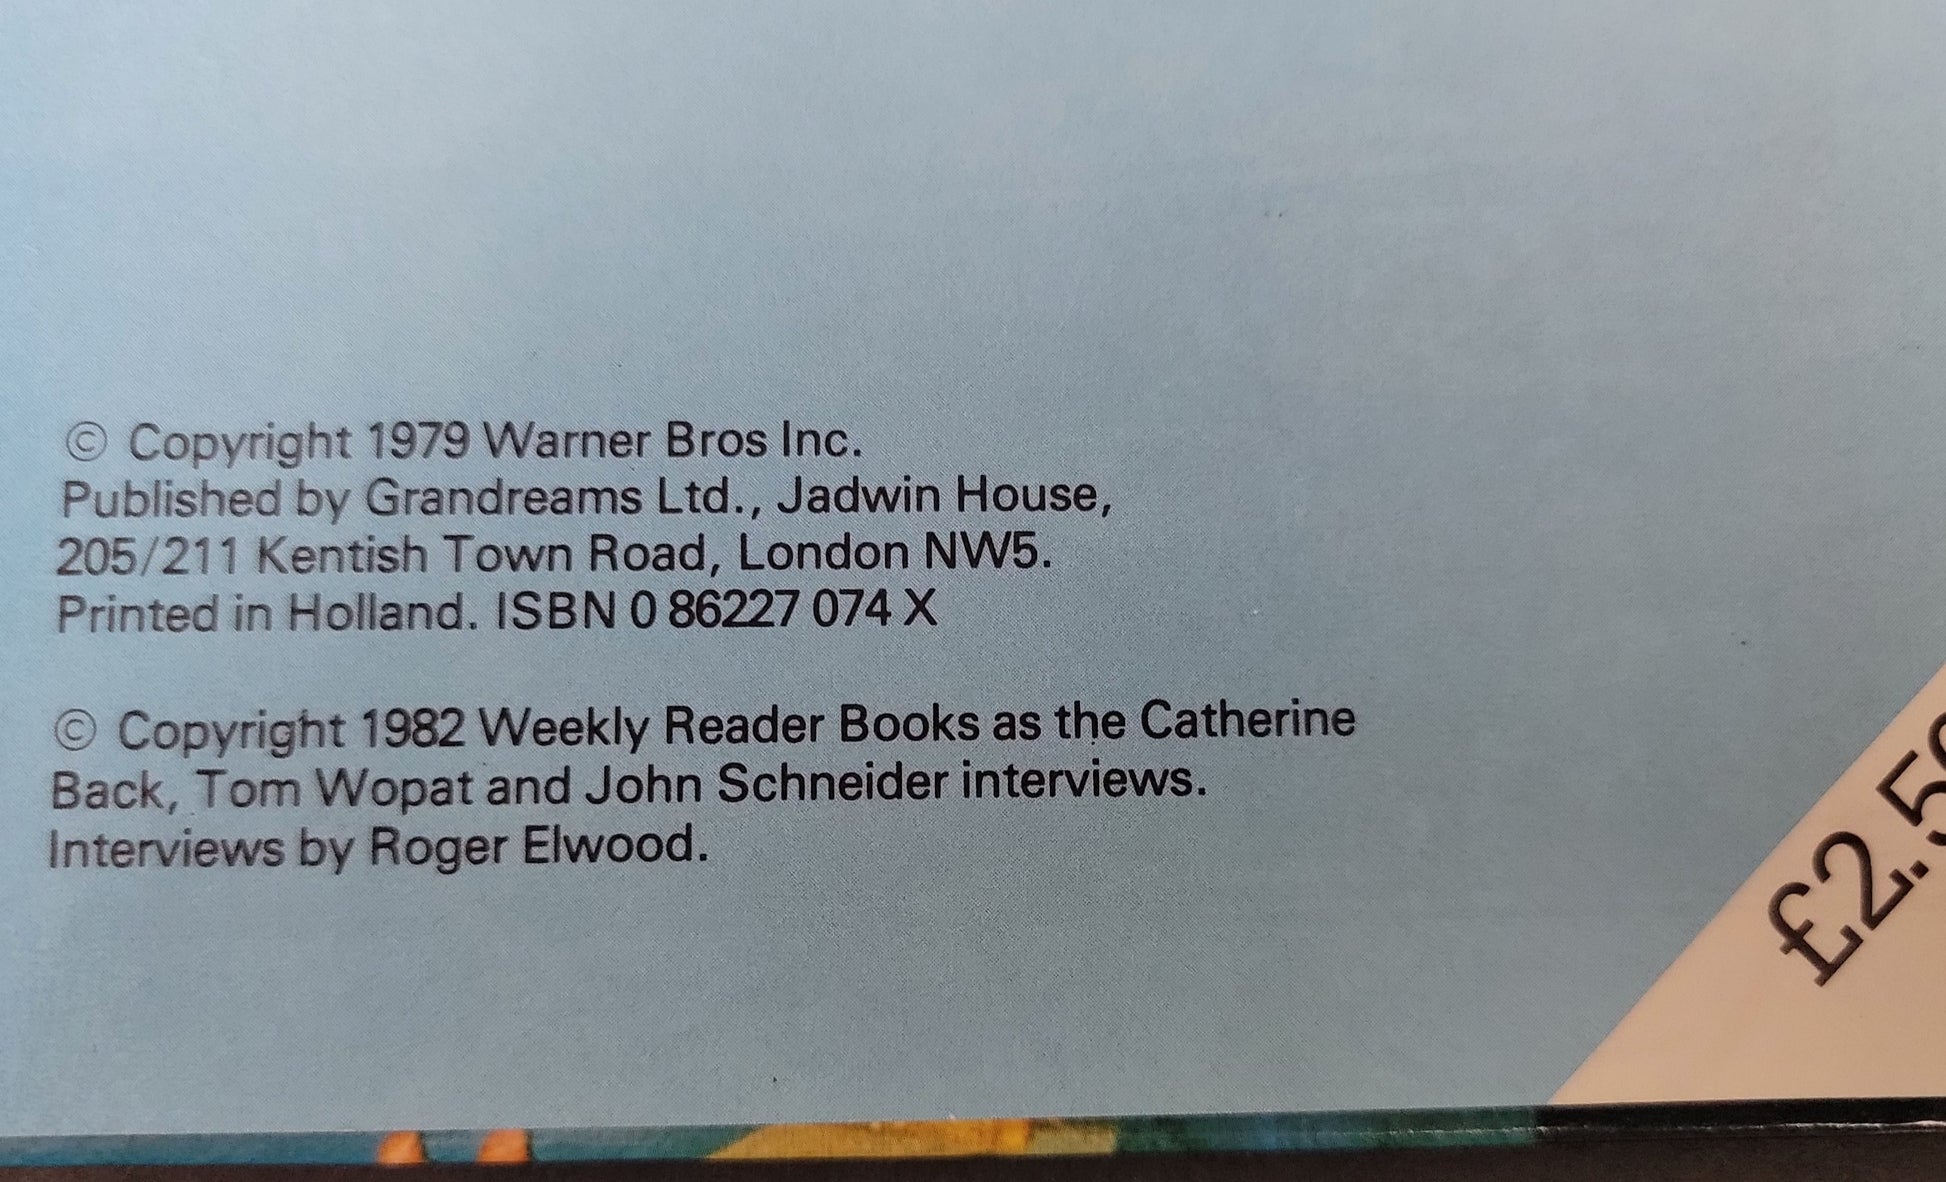 © Copyright 1979 Warner Bros Inc.
Published by Grandreams Ltd., Jadwin House,
205/211 Kentish Town Road, London NW5.
Printed in Holland. ISBN 0 86227 074 X
© Copyright 1982 Weekly Reader Books as the Catherine
Back, Tom Wopat and John Schneider interviews.
Interviews by Roger Elwood.
£2.5